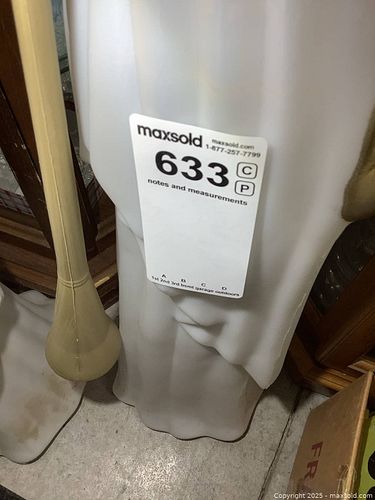 maxsold maxsold.com
1-877-257-7799
633 C
P
notes and measurements
A B C D
1st 2nd 3rd bsmt garage outdoors
FR
Copyright © 2025 - maxsold.com